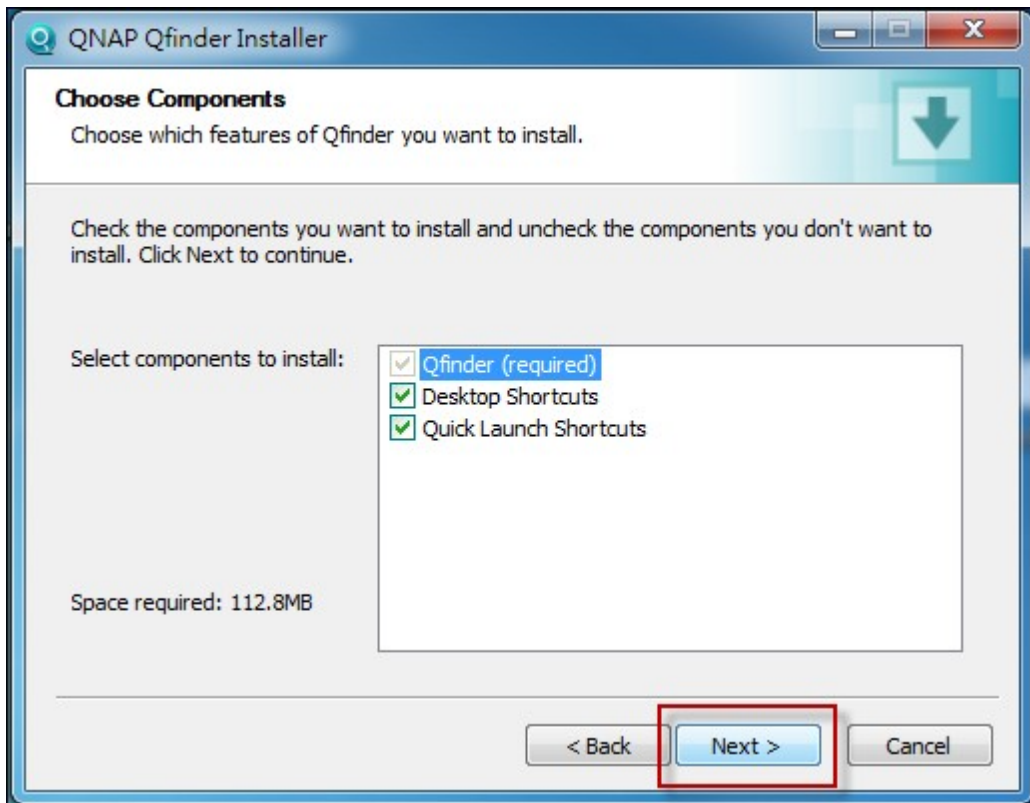 QNAP Qfinder Installer
Choose Components
Choose which features of Qfinder you want to install.
Check the components you want to install and uncheck the components you don't want to
install. Click Next to continue.
Select components to install:
Qfinder (required)
Desktop Shortcuts
Quick Launch Shortcuts
Space required: 112.8MB
< Back
Next >
Cancel